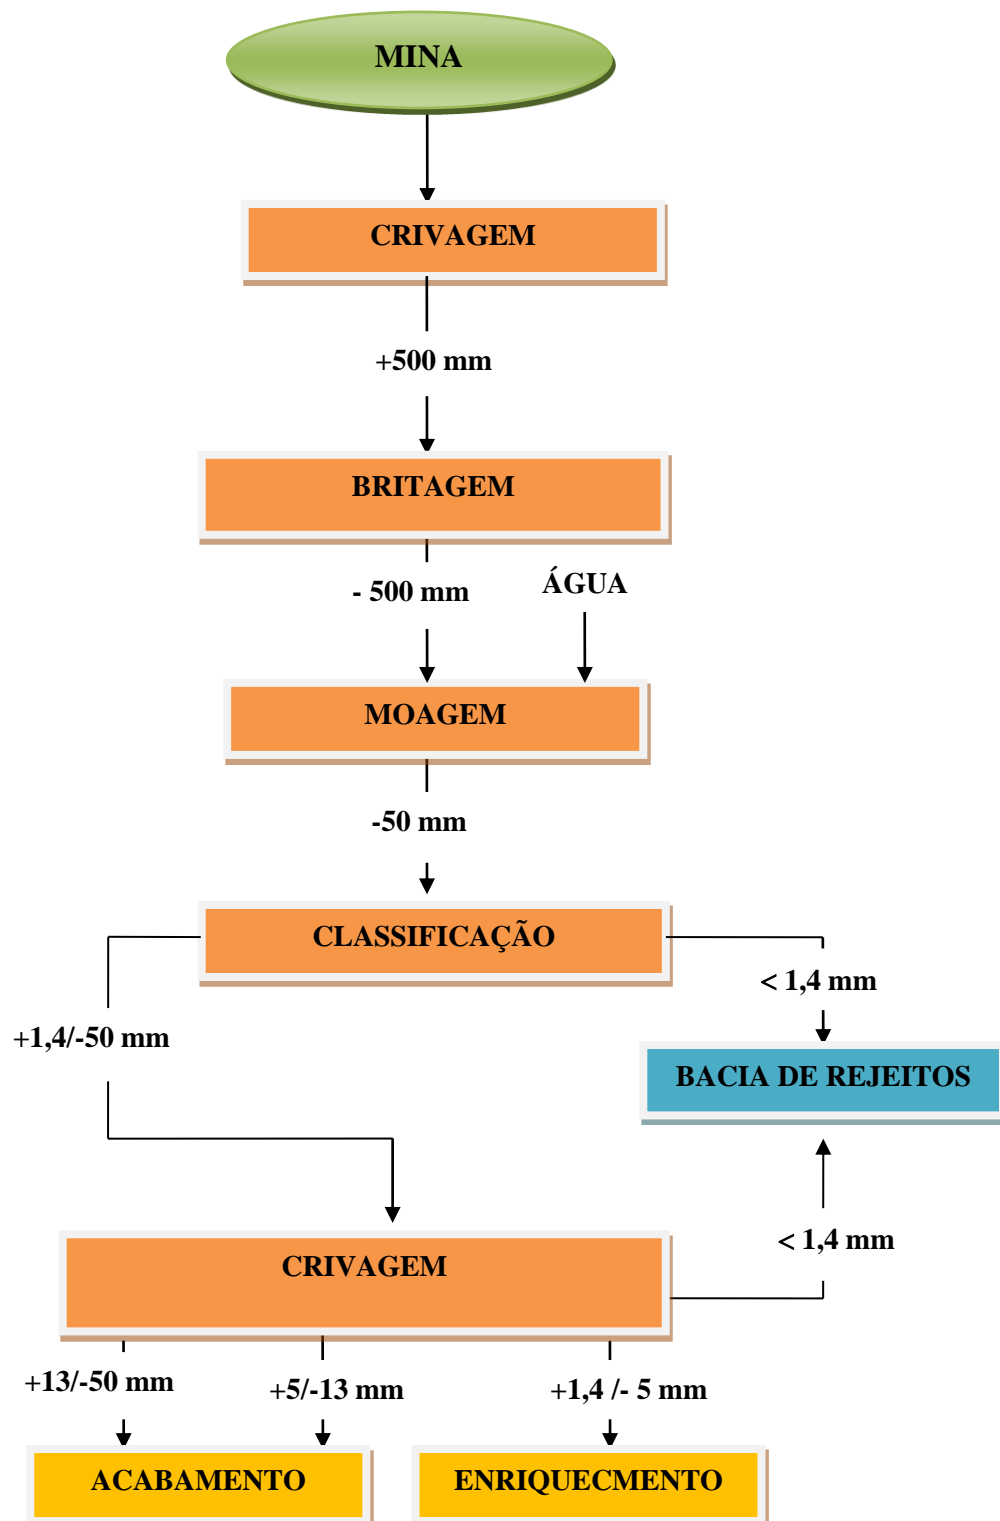 MINA
CRIVAGEM
+500 mm
BRITAGEM
- 500 mm
ÁGUA
MOAGEM
-50 mm
CLASSIFICAÇÃO
< 1,4 mm
+1,4/-50 mm
BACIA DE REJEITOS
< 1,4 mm
CRIVAGEM
+13/-50 mm
+5/-13 mm
+1,4 /- 5 mm
ACABAMENTO
ENRIQUECMENTO